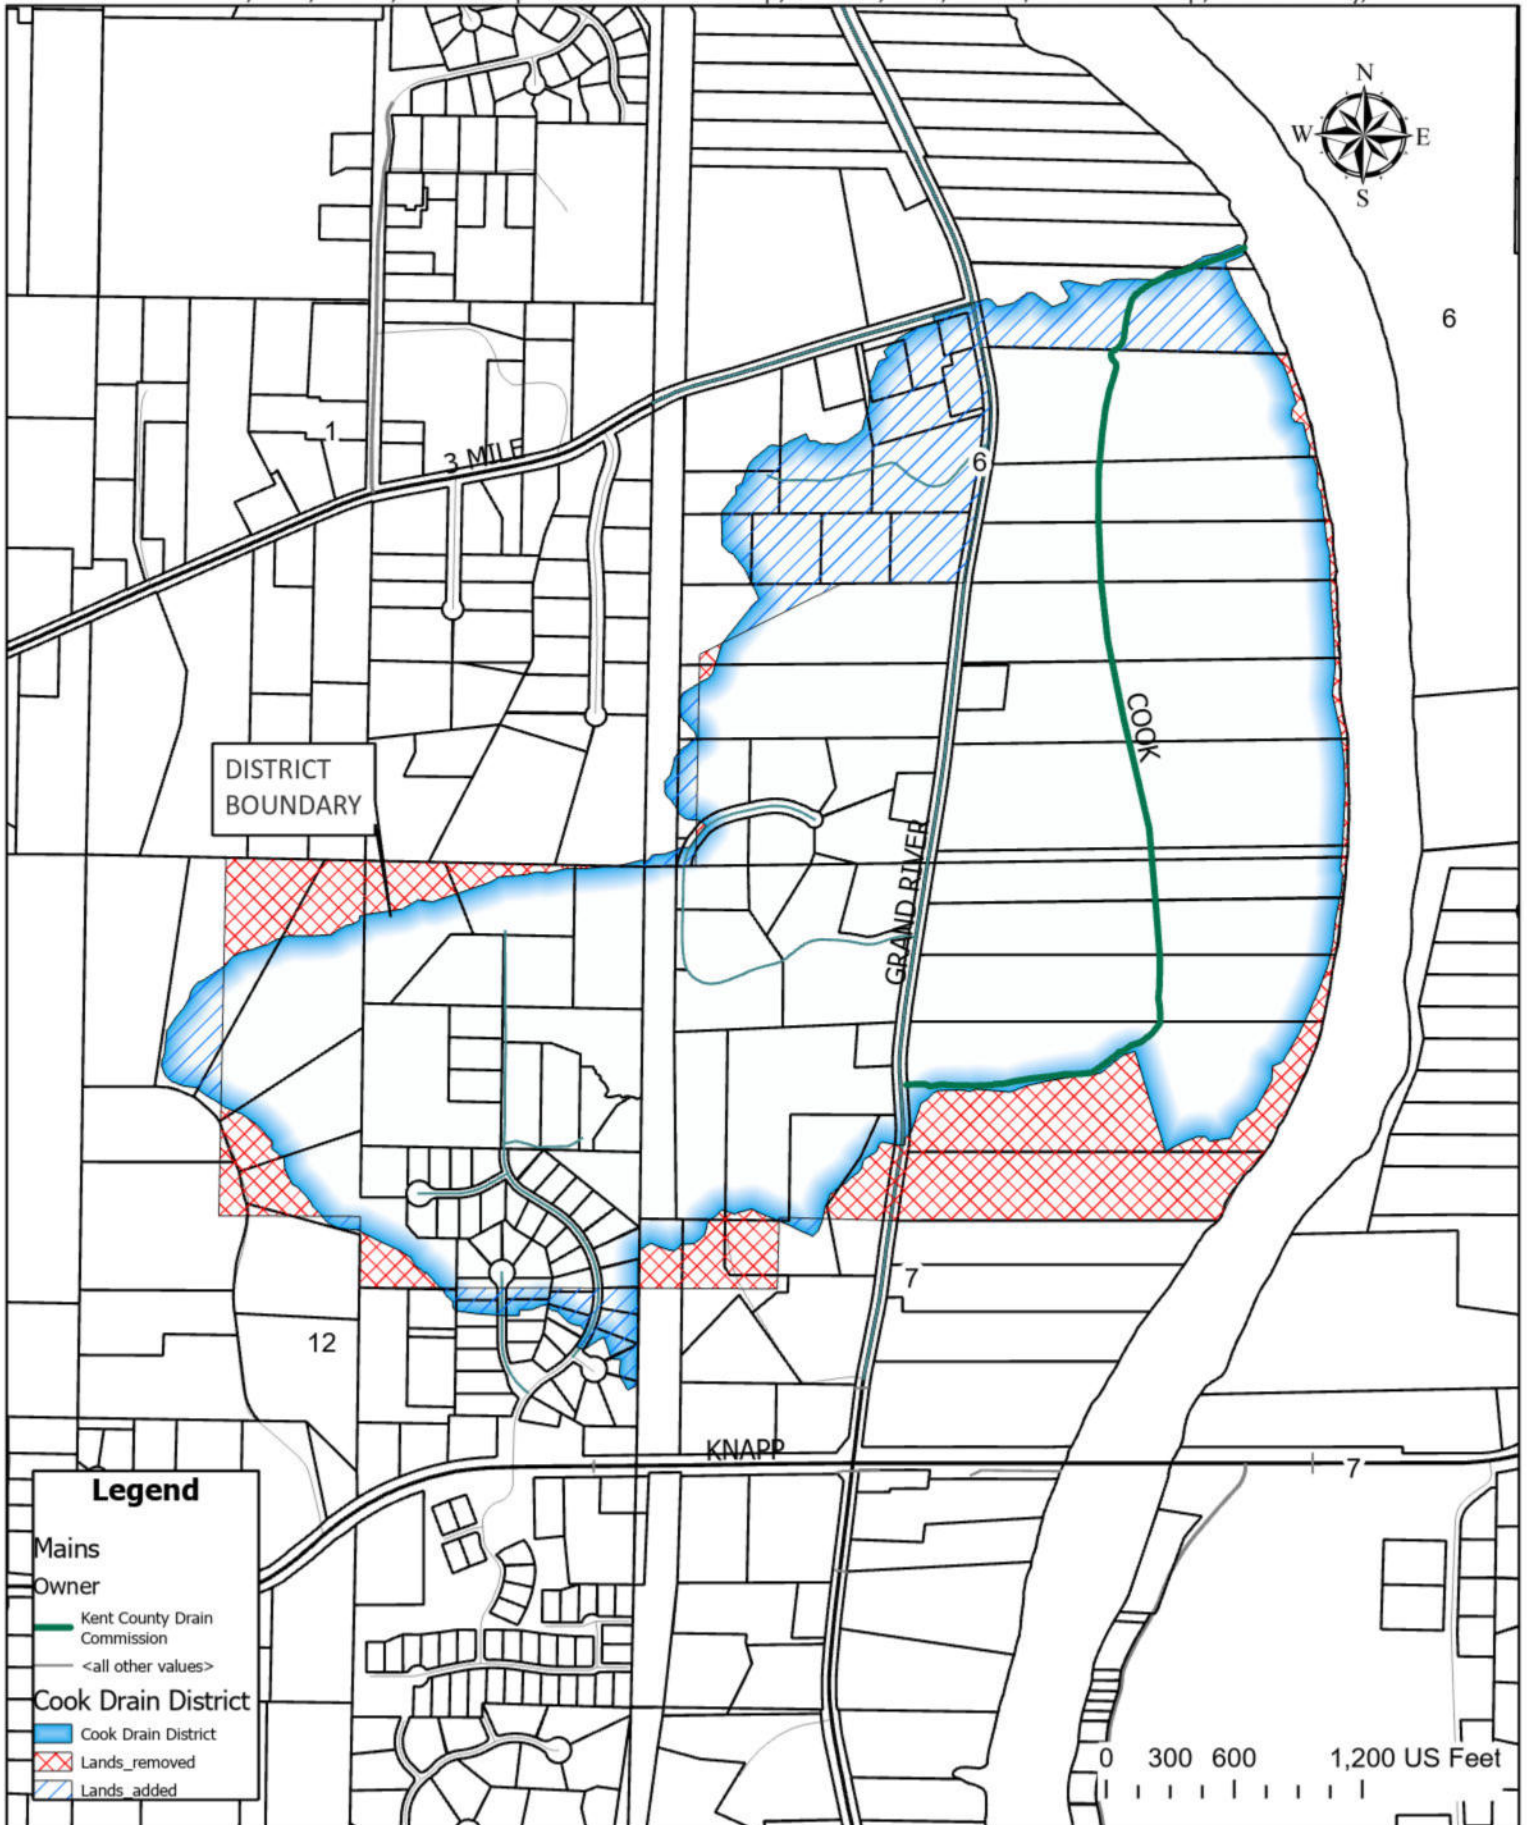 N
W E
S
6
1
3 MILE
6
COOK
DISTRICT
BOUNDARY
GRAND RIVER
7
12
KNAPP
7
Legend
Mains
Owner
Kent County Drain
Commission
<all other values>
Cook Drain District
Cook Drain District
Lands_removed
Lands_added
0 300 600 1,200 US Feet